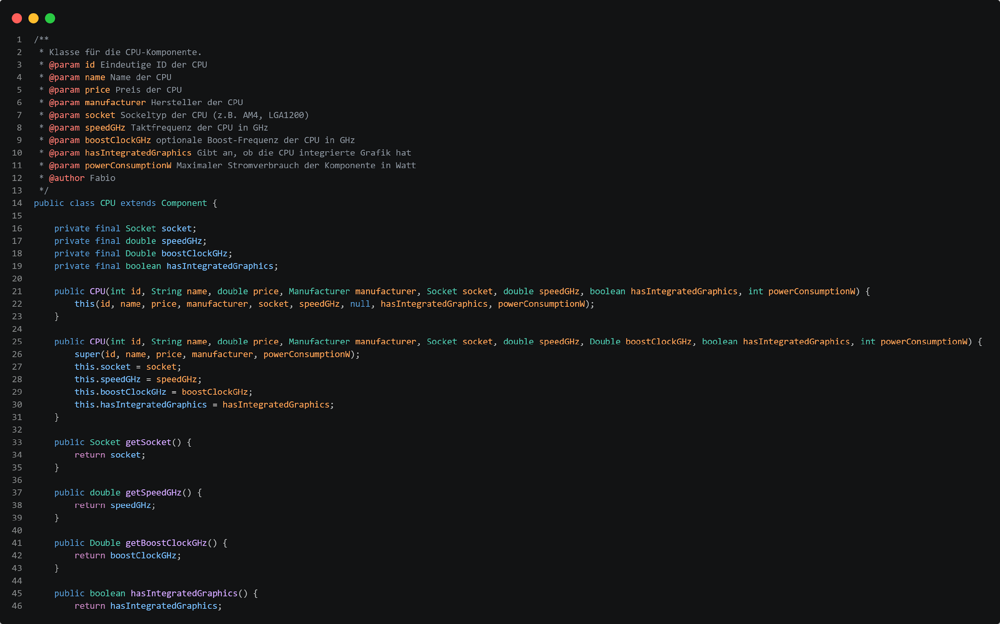 1 /**
2  * Klasse für die CPU-Komponente.
3  * @param id Eindeutige ID der CPU
4  * @param name Name der CPU
5  * @param price Preis der CPU
6  * @param manufacturer Hersteller der CPU
7  * @param socket Sockeltyp der CPU (z.B. AM4, LGA1200)
8  * @param speedGHz Taktfrequenz der CPU in GHz
9  * @param boostClockGHz optionale Boost-Frequenz der CPU in GHz
10  * @param hasIntegratedGraphics Gibt an, ob die CPU integrierte Grafik hat
11  * @param powerConsumptionW Maximaler Stromverbrauch der Komponente in Watt
12  * @author Fabio
13  */
14 public class CPU extends Component {
15
16     private final Socket socket;
17     private final double speedGHz;
18     private final Double boostClockGHz;
19     private final boolean hasIntegratedGraphics;
20
21     public CPU(int id, String name, double price, Manufacturer manufacturer, Socket socket, double speedGHz, boolean hasIntegratedGraphics, int powerConsumptionW) {
22         this(id, name, price, manufacturer, socket, speedGHz, null, hasIntegratedGraphics, powerConsumptionW);
23     }
24
25     public CPU(int id, String name, double price, Manufacturer manufacturer, Socket socket, double speedGHz, Double boostClockGHz, boolean hasIntegratedGraphics, int powerConsumptionW) {
26         super(id, name, price, manufacturer, powerConsumptionW);
27         this.socket = socket;
28         this.speedGHz = speedGHz;
29         this.boostClockGHz = boostClockGHz;
30         this.hasIntegratedGraphics = hasIntegratedGraphics;
31     }
32
33     public Socket getSocket() {
34         return socket;
35     }
36
37     public double getSpeedGHz() {
38         return speedGHz;
39     }
40
41     public Double getBoostClockGHz() {
42         return boostClockGHz;
43     }
44
45     public boolean hasIntegratedGraphics() {
46         return hasIntegratedGraphics;